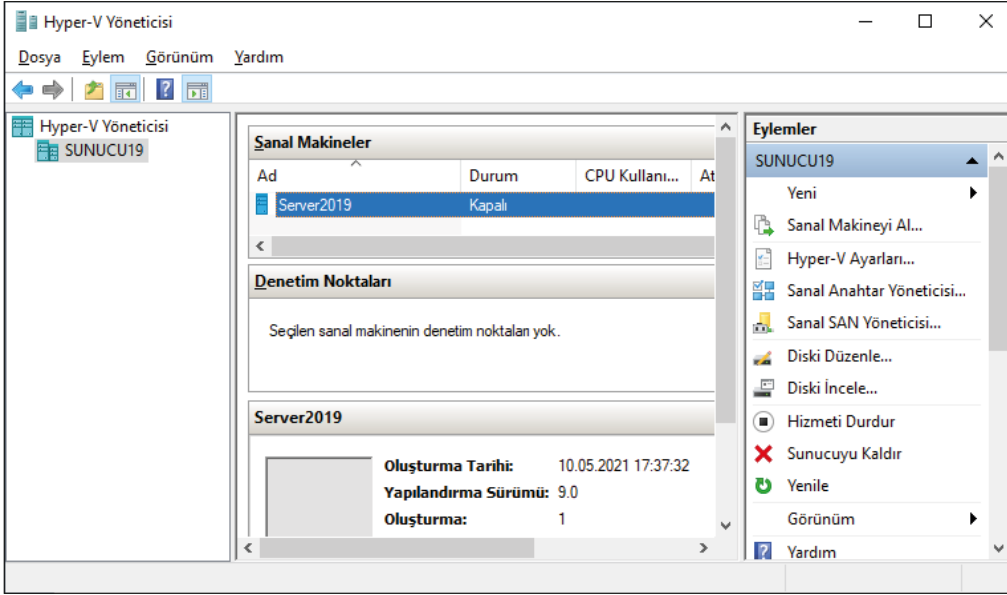 Hyper-V Yöneticisi
Dosya Eylem Görünüm Yardım
Hyper-V Yöneticisi
SUNUCU19
Sanal Makineler
Ad Durum CPU Kullanı... At
Server2019 Kapalı
Denetim Noktaları
Seçilen sanal makinenin denetim noktaları yok.
Server2019
Oluşturma Tarihi: 10.05.2021 17:37:32
Yapılandırma Sürümü: 9.0
Oluşturma: 1
Eylemler
SUNUCU19
Yeni
Sanal Makineyi Al...
Hyper-V Ayarları...
Sanal Anahtar Yöneticisi...
Sanal SAN Yöneticisi...
Diski Düzenle...
Diski İncele...
Hizmeti Durdur
Sunucuyu Kaldır
Yenile
Görünüm
Yardım